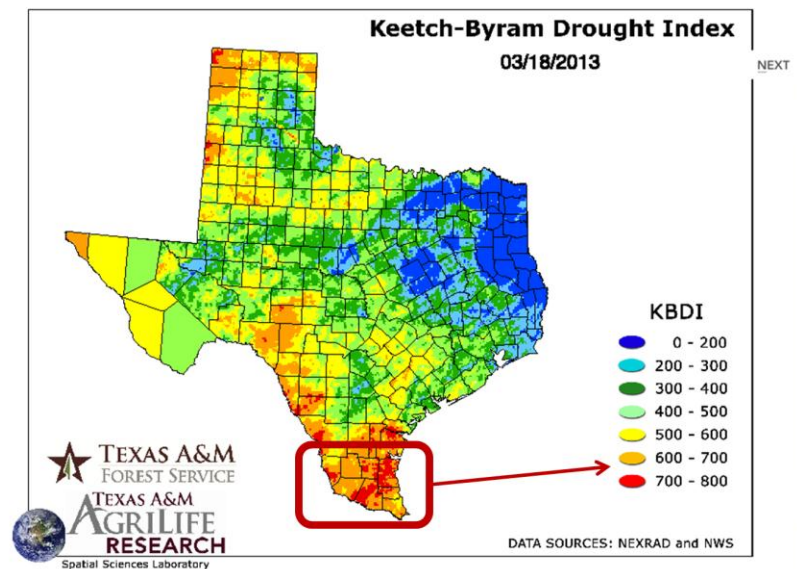 Keetch-Byram Drought Index
03/18/2013
NEXT
KBDI
0 - 200
200 - 300
300 - 400
400 - 500
500 - 600
600 - 700
700 - 800
TEXAS A&M
FOREST SERVICE
TEXAS A&M
AGRILIFE
RESEARCH
Spatial Sciences Laboratory
DATA SOURCES: NEXRAD and NWS